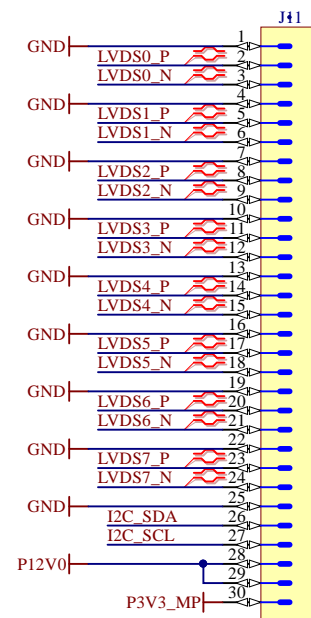 J11
GND 1
LVDS0_P 2
LVDS0_N 3
GND 4
LVDS1_P 5
LVDS1_N 6
GND 7
LVDS2_P 8
LVDS2_N 9
GND 10
LVDS3_P 11
LVDS3_N 12
GND 13
LVDS4_P 14
LVDS4_N 15
GND 16
LVDS5_P 17
LVDS5_N 18
GND 19
LVDS6_P 20
LVDS6_N 21
GND 22
LVDS7_P 23
LVDS7_N 24
GND 25
I2C_SDA 26
I2C_SCL 27
P12V0 28
29
P3V3_MP 30